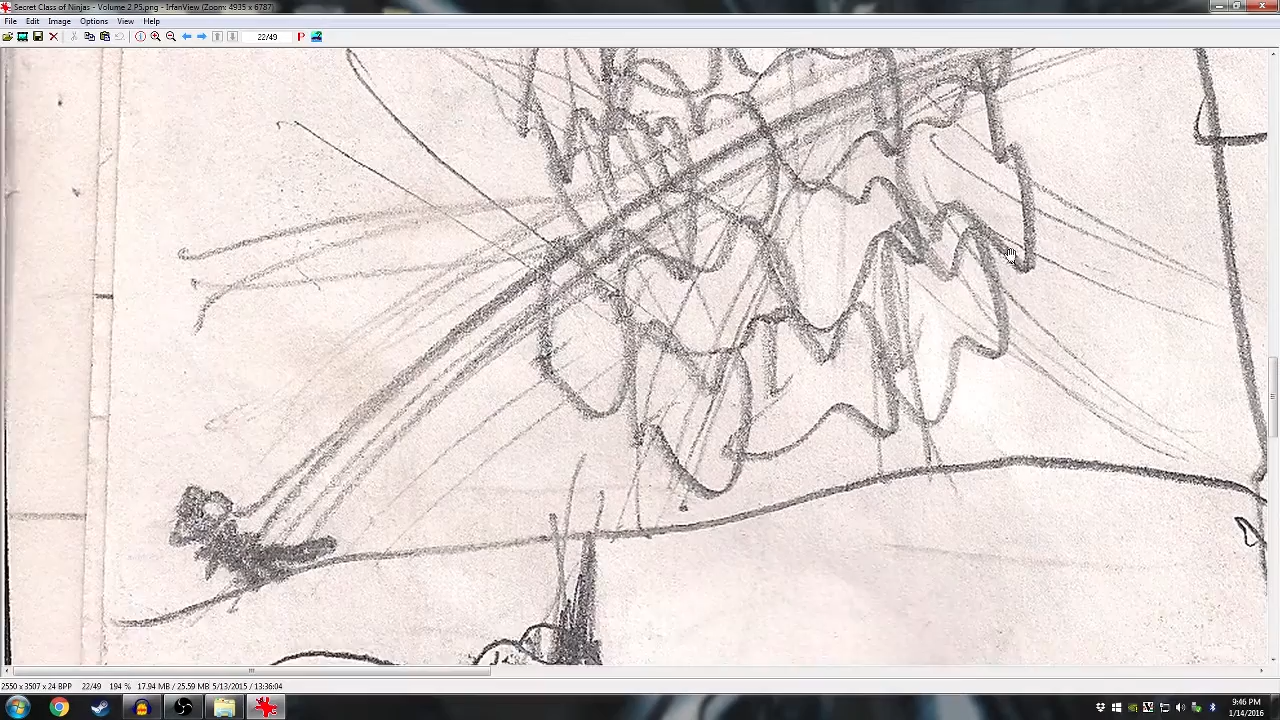 Secret Class of Ninjas - Volume 2 P5.png - IrfanView (Zoom: 4935 x 6787)
File Edit Image Options View Help
22/49
2550 x 3507 x 24 BPP 22/49 194 % 17.94 MB / 25.59 MB 5/13/2015 / 13:36:04
9:46 PM
1/14/2016